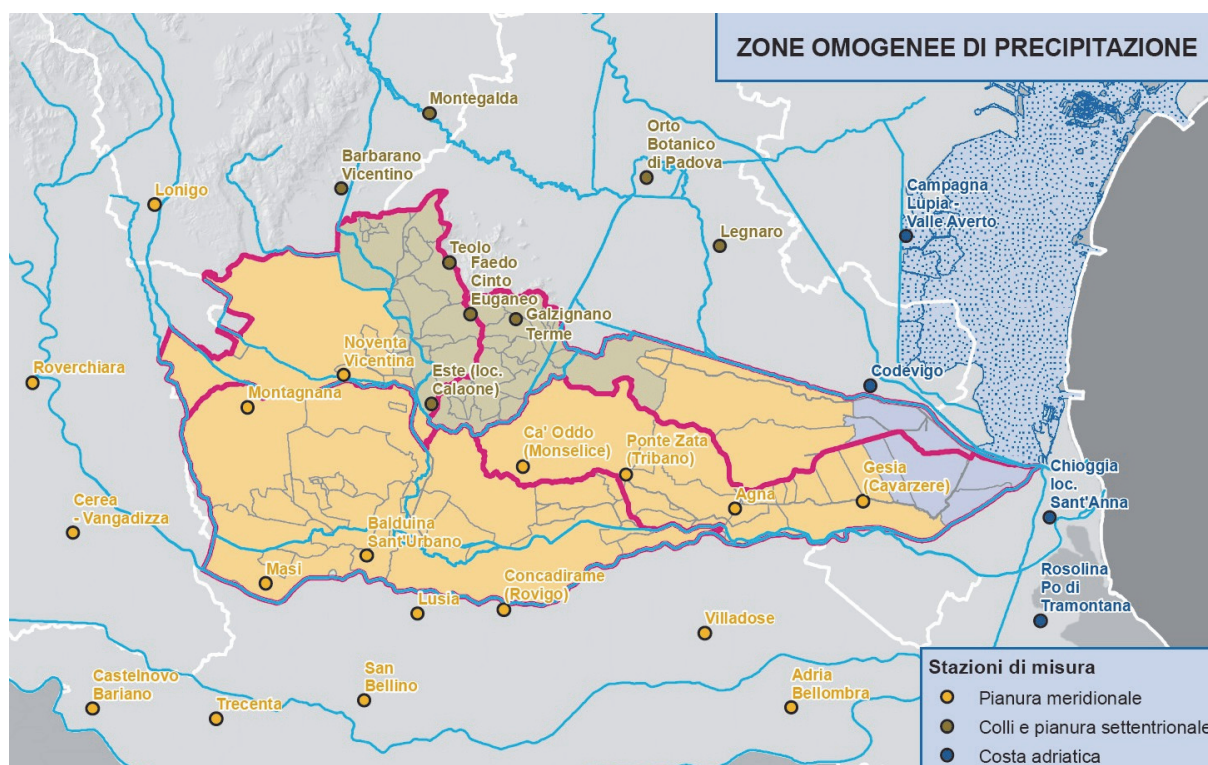 ZONE OMOGENEE DI PRECIPITAZIONE
Montegalda
Orto
Botanico
di Padova
Barbarano
Vicentino
Lonigo
Campagna
Lupia -
Valle Averto
Legnaro
Teolo
Faedo
Cinto
Euganeo
Galzignano
Terme
Noventa
Vicentina
Roverchiara
Este (loc.
Calaone)
Codevigo
Montagnana
Ca' Oddo
(Monselice)
Ponte Zata
(Tribano)
Gesia
(Cavarzere)
Chioggia
loc.
Sant'Anna
Agna
Cerea
- Vangadizza
Balduina
Sant'Urbano
Masi
Concadirame
(Rovigo)
Lusia
Rosolina
Po di
Tramontana
Villadose
Castelnovo
Bariano
Trecenta
San
Bellino
Adria
Bellombra
Stazioni di misura
Pianura meridionale
Colli e pianura settentrionale
Costa adriatica